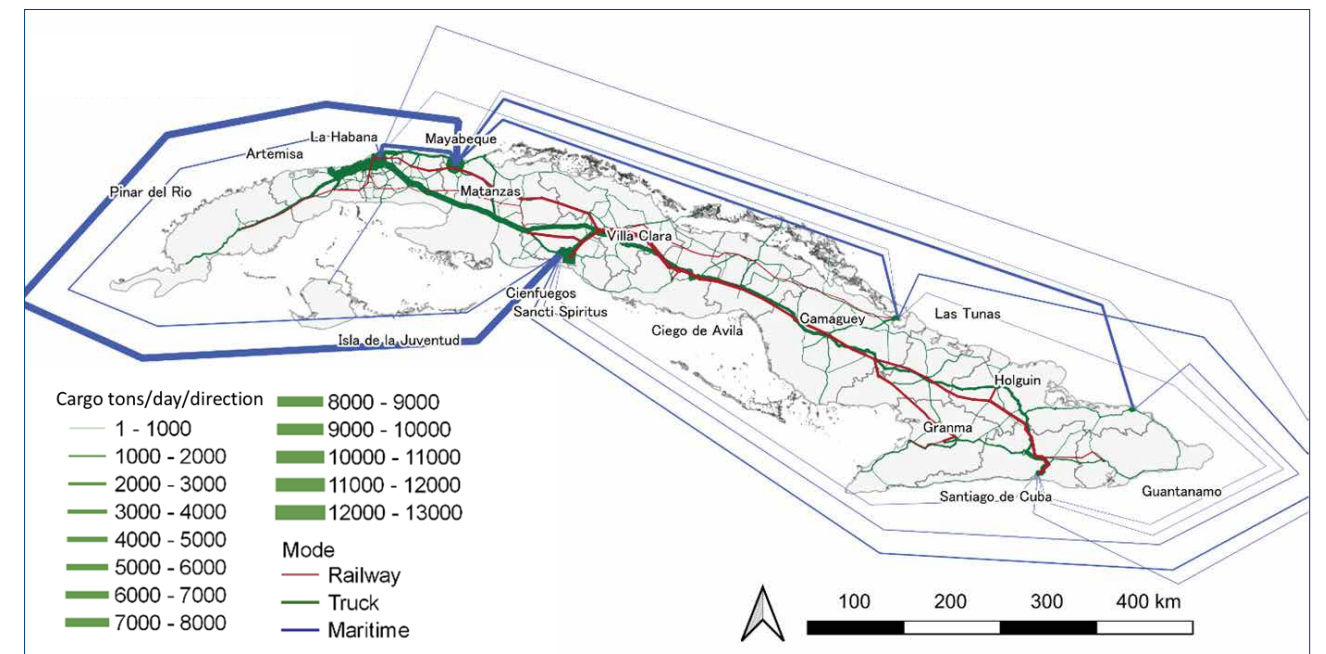 La Habana
Mayabeque
Artemisa
Pinar del Rio
Matanzas
Villa Clara
Cienfuegos
Sancti Spiritus
Las Tunas
Camaguey
Ciego de Avila
Isla de la Juventud
Holguin
Granma
Santiago de Cuba
Guantanamo
Cargo tons/day/direction
1 - 1000
1000 - 2000
2000 - 3000
3000 - 4000
4000 - 5000
5000 - 6000
6000 - 7000
7000 - 8000
8000 - 9000
9000 - 10000
10000 - 11000
11000 - 12000
12000 - 13000
Mode
Railway
Truck
Maritime
100 200 300 400 km